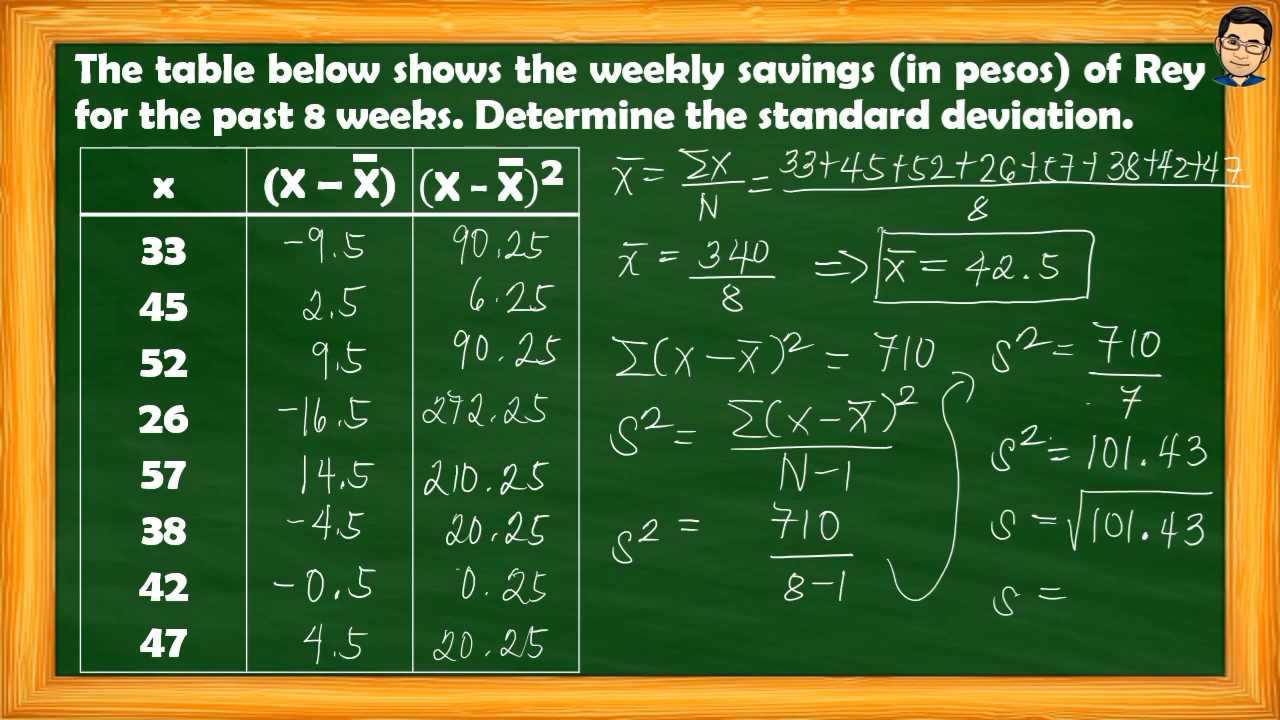 The table below shows the weekly savings (in pesos) of Rey
for the past 8 weeks. Determine the standard deviation.
x (x – x̄) (x - x̄)²
33 -9.5 90.25
45 2.5 6.25
52 9.5 90.25
26 -16.5 272.25
57 14.5 210.25
38 -4.5 20.25
42 -0.5 0.25
47 4.5 20.25
x̄ = Σx/N = 33+45+52+26+57+38+42+47/8
x̄ = 340/8 => x̄ = 42.5
Σ(x-x̄)² = 710
S² = Σ(x-x̄)²/N-1
s² = 710/8-1
s² = 710/7
s² = 101.43
s = √101.43
s =